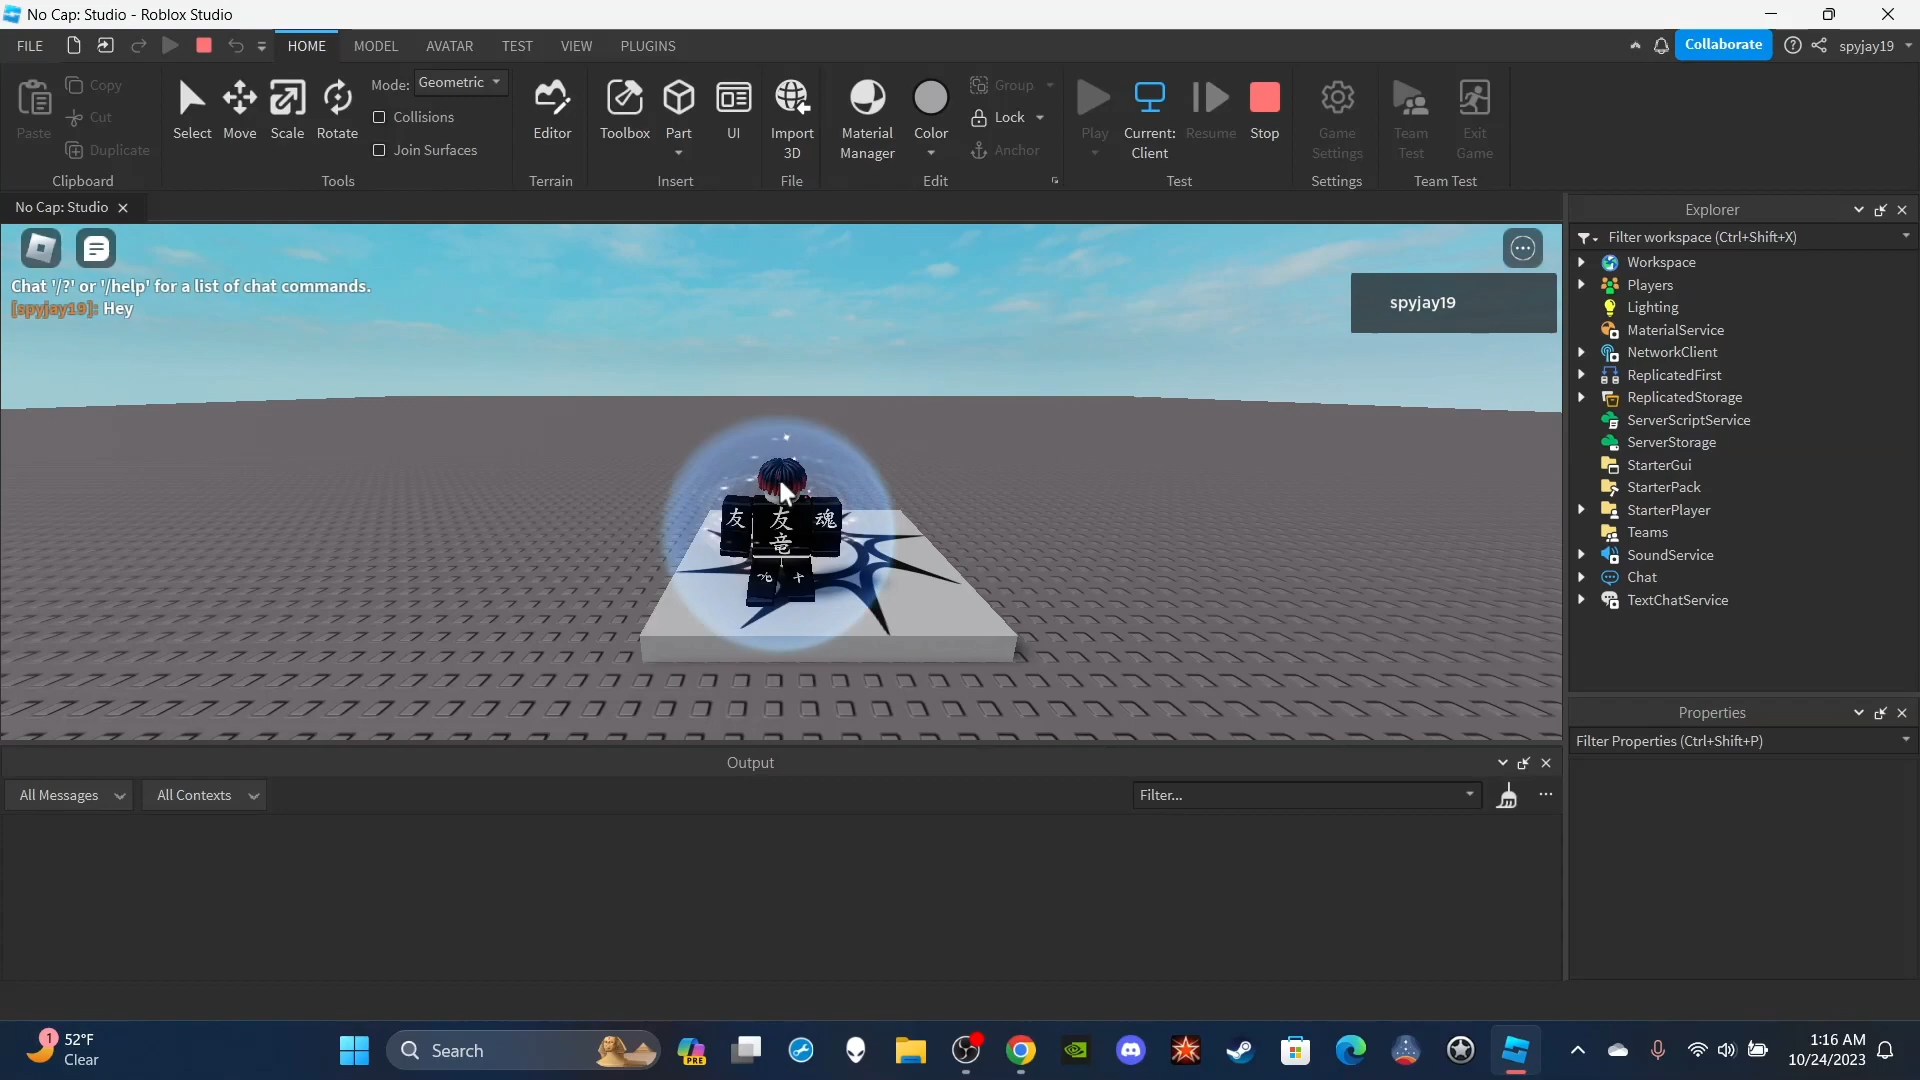 No Cap: Studio - Roblox Studio
FILE
HOME
MODEL
AVATAR
TEST
VIEW
PLUGINS
Collaborate
spyjay19
Paste
Copy
Cut
Duplicate
Clipboard
Select
Move
Scale
Rotate
Mode: Geometric
Collisions
Join Surfaces
Tools
Editor
Terrain
Toolbox
Part
UI
Insert
Import
3D
File
Material
Manager
Color
Group
Lock
Anchor
Edit
Play
Current:
Client
Resume
Stop
Test
Game
Settings
Settings
Team
Test
Exit
Game
Team Test
No Cap: Studio
Chat '/?' or '/help' for a list of chat commands.
[spyjay19]: Hey
spyjay19
友 友 魂
竜
十
Explorer
Filter workspace (Ctrl+Shift+X)
Workspace
Players
Lighting
MaterialService
NetworkClient
ReplicatedFirst
ReplicatedStorage
ServerScriptService
ServerStorage
StarterGui
StarterPack
StarterPlayer
Teams
SoundService
Chat
TextChatService
Properties
Filter Properties (Ctrl+Shift+P)
Output
All Messages
All Contexts
Filter...
1
52°F
Clear
Search
PRE
1:16 AM
10/24/2023